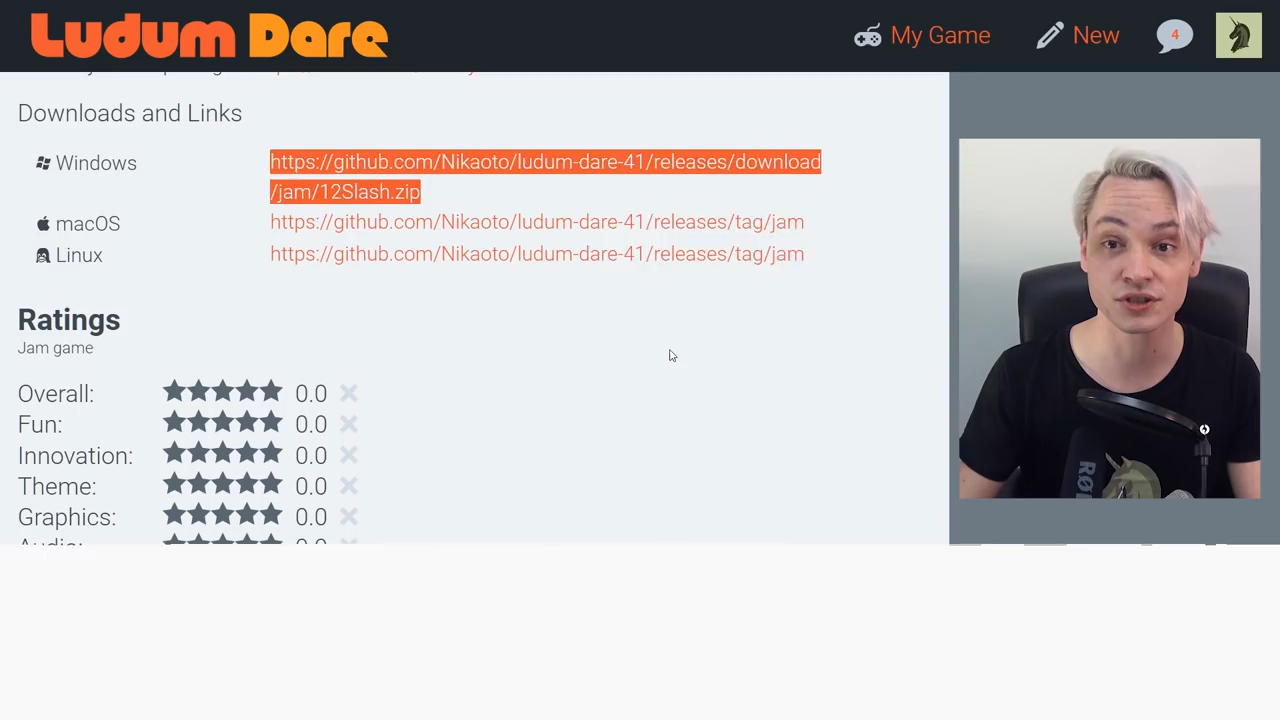 Ludum Dare
My Game
New
4
Downloads and Links
Windows
https://github.com/Nikaoto/ludum-dare-41/releases/download
/jam/12Slash.zip
macOS
https://github.com/Nikaoto/ludum-dare-41/releases/tag/jam
Linux
https://github.com/Nikaoto/ludum-dare-41/releases/tag/jam
Ratings
Jam game
Overall: 0.0
Fun: 0.0
Innovation: 0.0
Theme: 0.0
Graphics: 0.0